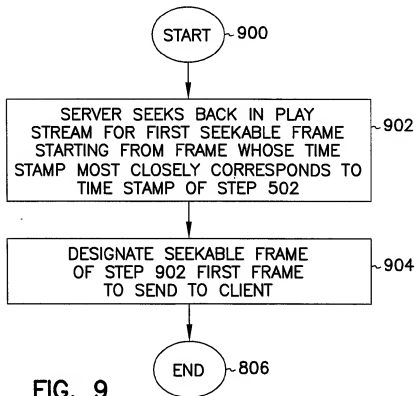 START 900
SERVER SEEKS BACK IN PLAY
STREAM FOR FIRST SEEKABLE FRAME
STARTING FROM FRAME WHOSE TIME
STAMP MOST CLOSELY CORRESPONDS TO
TIME STAMP OF STEP 502
902
DESIGNATE SEEKABLE FRAME
OF STEP 902 FIRST FRAME
TO SEND TO CLIENT
904
END 806
FIG. 9